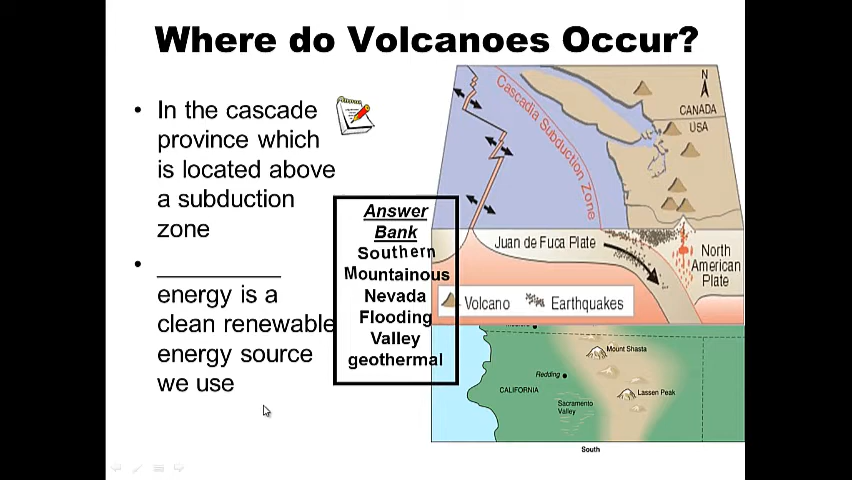 Where do Volcanoes Occur?
• In the cascade
province which
is located above
a subduction
zone
• __________
energy is a
clean renewable
energy source
we use
Answer
Bank
Southern
Mountainous
Nevada
Flooding
Valley
geothermal
N
CANADA
USA
Cascadia Subduction Zone
Juan de Fuca Plate
North
American
Plate
Volcano
Earthquakes
Mount Shasta
Redding
Lassen Peak
CALIFORNIA
Sacramento
Valley
South